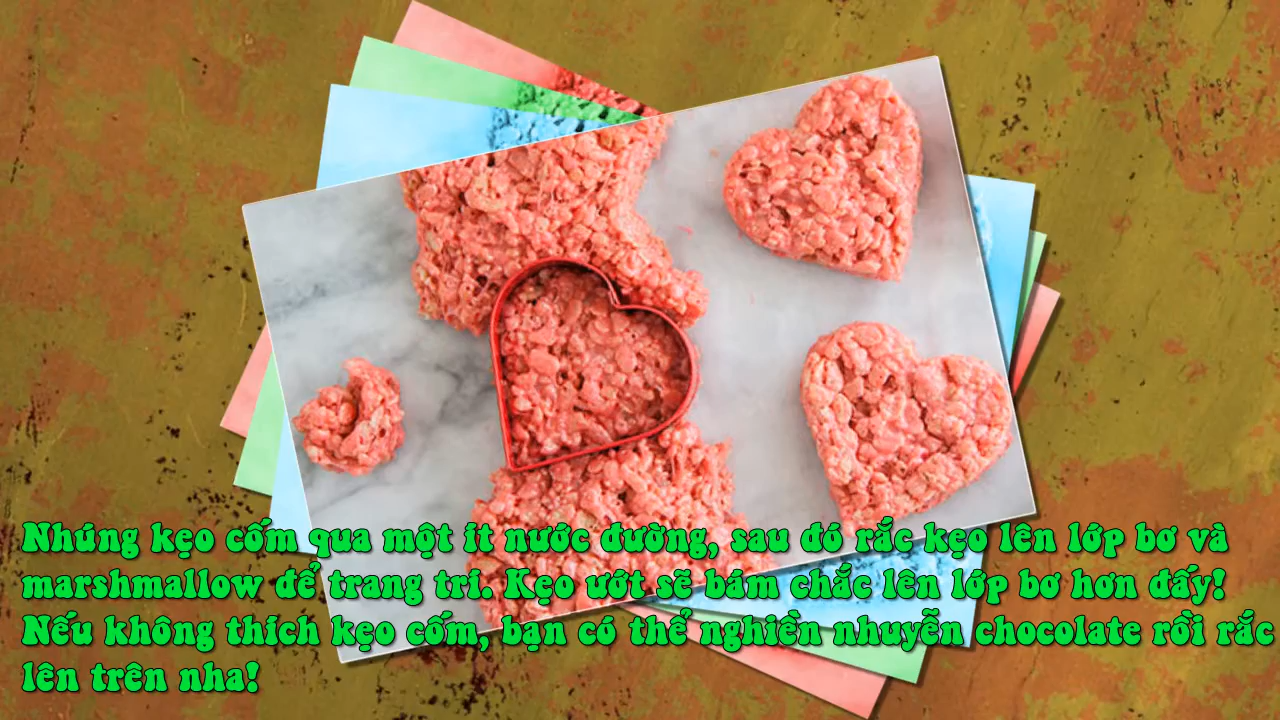 Nhúng kẹo cốm qua một ít nước đường, sau đó rắc kẹo lên lớp bơ và
marshmallow để trang trí. Kẹo ướt sẽ bám chắc lên lớp bơ hơn đấy!
Nếu không thích kẹo cốm, bạn có thể nghiền nhuyễn chocolate rồi rắc
lên trên nha!